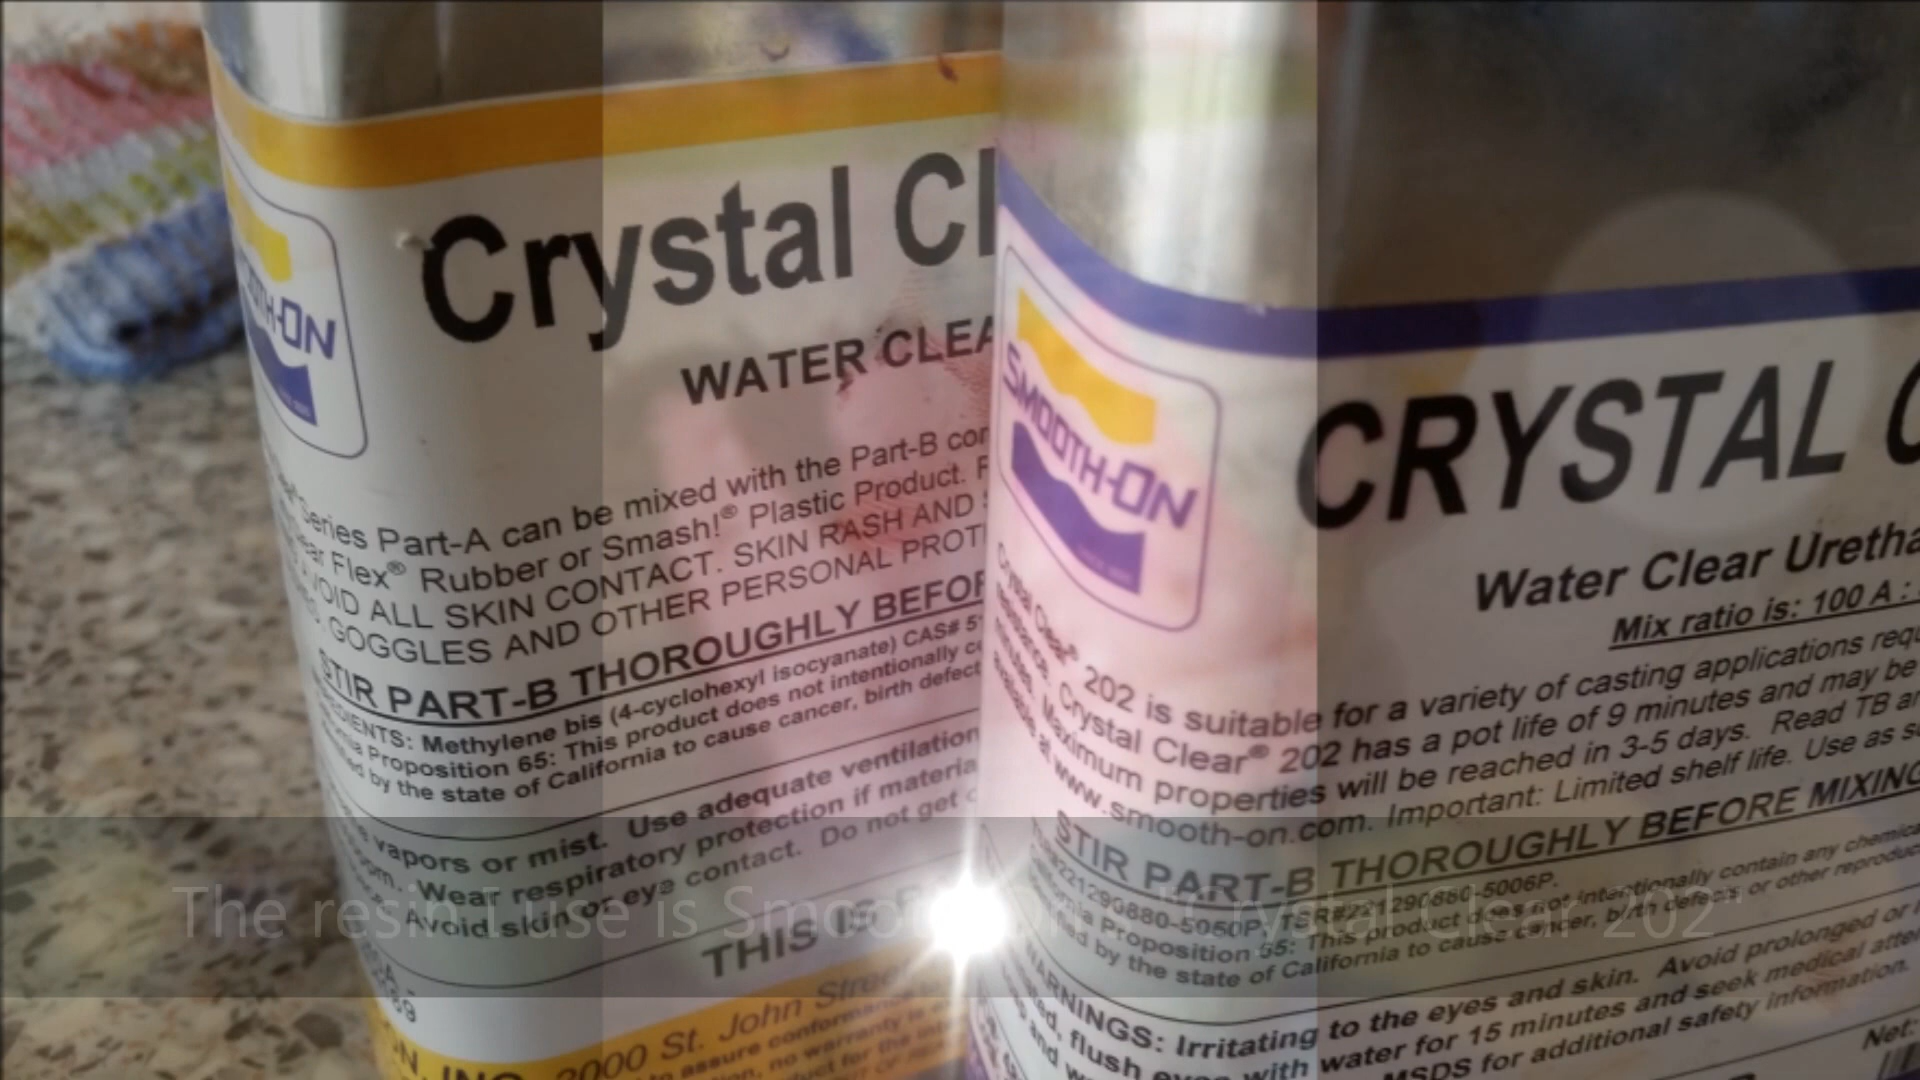 Crystal Cl
WATER CLEA
Series Part-A can be mixed with the Part-B
Flex® Rubber or Smash!® Plastic Product.
AVOID ALL SKIN CONTACT. SKIN RASH AND
GOGGLES AND OTHER PERSONAL PROT
STIR PART-B THOROUGHLY BEFOR
Methylene bis (4-cyclohexyl isocyanate) CAS#
Proposition 65: This product does not intentionally
by the state of California to cause cancer, birth defect
vapors or mist. Use adequate ventilation
Wear respiratory protection if materia
Avoid skin or eye contact. Do not get
THIS IS
2000 St. John Stree
SMOOTH-ON
CRYSTAL C
Water Clear Uretha
Mix ratio is: 100 A :
Crystal Clear® 202 is suitable for a variety of casting applications requ
Crystal Clear® 202 has a pot life of 9 minutes and may be
Maximum properties will be reached in 3-5 days. Read TB
www.smooth-on.com. Important: Limited shelf life. Use as
STIR PART-B THOROUGHLY BEFORE MIXING
TSR#221290880-5006P.
Proposition 65: This product does not intentionally contain any chemica
by the state of California to cause cancer, birth defects or other
WARNINGS: Irritating to the eyes and skin. Avoid prolonged or
flush eyes with water for 15 minutes and seek medical
MSDS for additional safety information.
Net:
The resin I use is Smooth On "Crystal Clear 202"